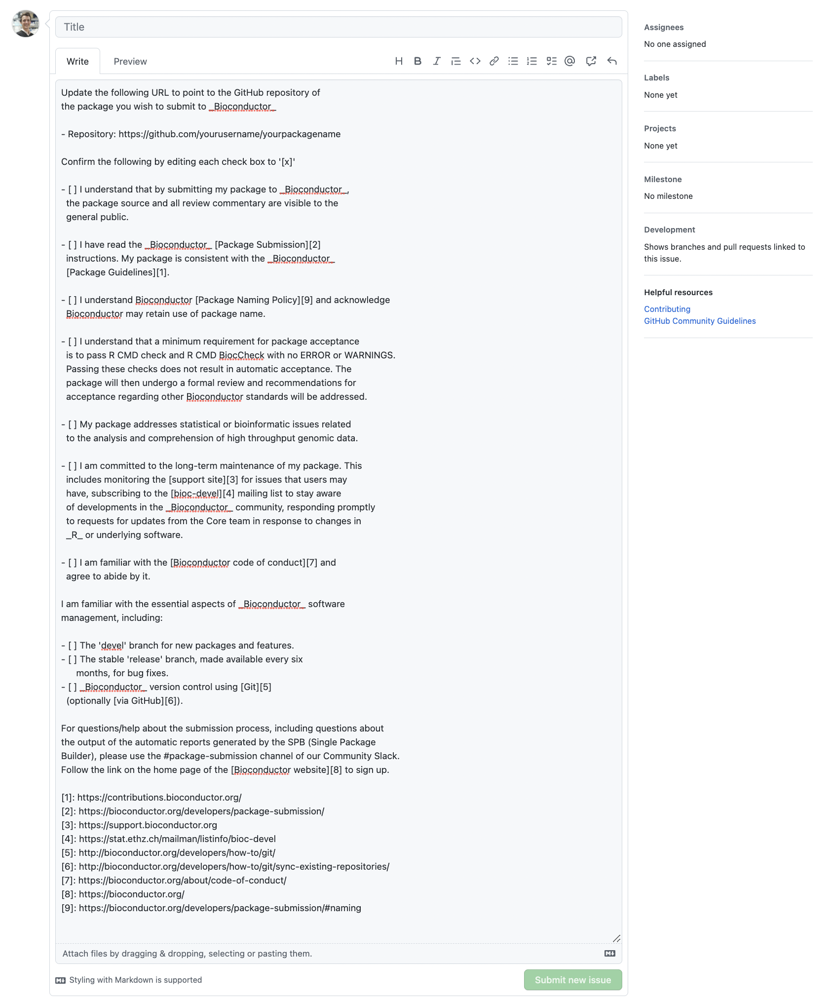 Title
Write
Preview
Update the following URL to point to the GitHub repository of
the package you wish to submit to _Bioconductor_
- Repository: https://github.com/yourusername/yourpackagename
Confirm the following by editing each check box to '[x]'
- [ ] I understand that by submitting my package to _Bioconductor_,
the package source and all review commentary are visible to the
general public.
- [ ] I have read the _Bioconductor_ [Package Submission][2]
instructions. My package is consistent with the _Bioconductor_
[Package Guidelines][1].
- [ ] I understand Bioconductor [Package Naming Policy][9] and acknowledge
Bioconductor may retain use of package name.
- [ ] I understand that a minimum requirement for package acceptance
is to pass R CMD check and R CMD BiocCheck with no ERROR or WARNINGS.
Passing these checks does not result in automatic acceptance. The
package will then undergo a formal review and recommendations for
acceptance regarding other Bioconductor standards will be addressed.
- [ ] My package addresses statistical or bioinformatic issues related
to the analysis and comprehension of high throughput genomic data.
- [ ] I am committed to the long-term maintenance of my package. This
includes monitoring the [support site][3] for issues that users may
have, subscribing to the [bioc-devel][4] mailing list to stay aware
of developments in the _Bioconductor_ community, responding promptly
to requests for updates from the Core team in response to changes in
_R_ or underlying software.
- [ ] I am familiar with the [Bioconductor code of conduct][7] and
agree to abide by it.
I am familiar with the essential aspects of _Bioconductor_ software
management, including:
- [ ] The 'devel' branch for new packages and features.
- [ ] The stable 'release' branch, made available every six
months, for bug fixes.
- [ ] _Bioconductor_ version control using [Git][5]
(optionally [via GitHub][6]).
For questions/help about the submission process, including questions about
the output of the automatic reports generated by the SPB (Single Package
Builder), please use the #package-submission channel of our Community Slack.
Follow the link on the home page of the [Bioconductor website][8] to sign up.
[1]: https://contributions.bioconductor.org/
[2]: https://bioconductor.org/developers/package-submission/
[3]: https://support.bioconductor.org
[4]: https://stat.ethz.ch/mailman/listinfo/bioc-devel
[5]: http://bioconductor.org/developers/how-to/git/
[6]: http://bioconductor.org/developers/how-to/git/sync-existing-repositories/
[7]: https://bioconductor.org/about/code-of-conduct/
[8]: https://bioconductor.org/
[9]: https://bioconductor.org/developers/package-submission/#naming
Attach files by dragging & dropping, selecting or pasting them.
Styling with Markdown is supported
Submit new issue
Assignees
No one assigned
Labels
None yet
Projects
None yet
Milestone
No milestone
Development
Shows branches and pull requests linked to
this issue.
Helpful resources
Contributing
GitHub Community Guidelines